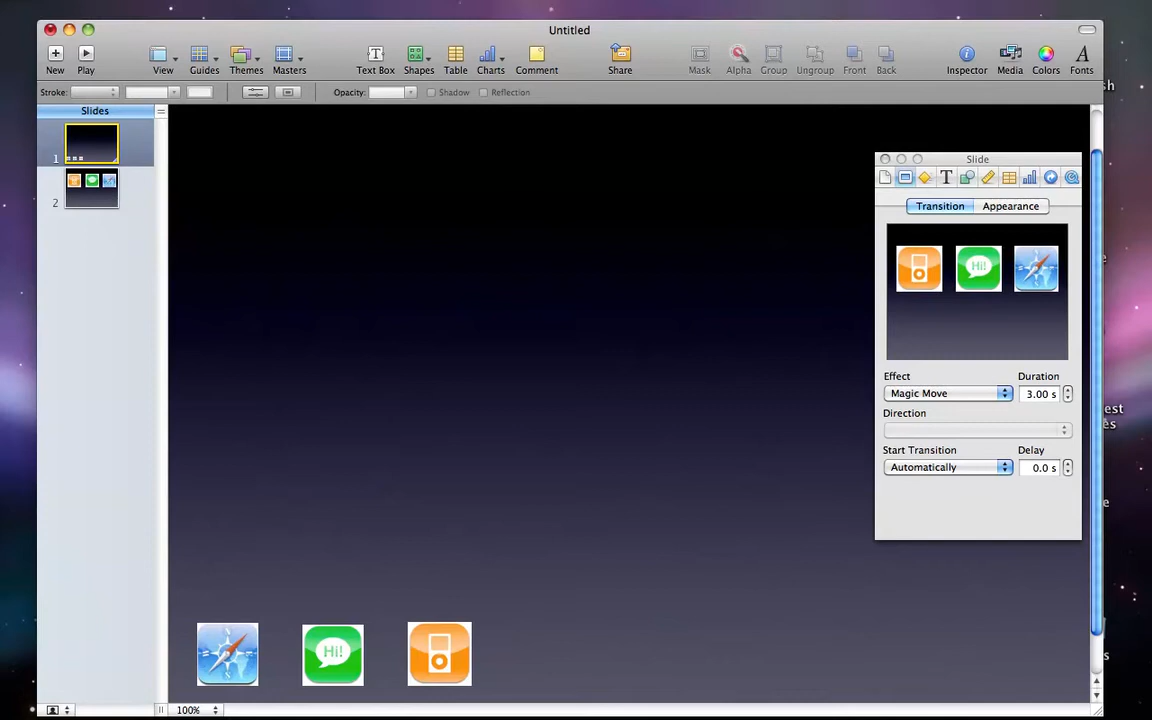 Untitled
New Play View Guides Themes Masters Text Box Shapes Table Charts Comment Share Mask Alpha Group Ungroup Front Back Inspector Media Colors Fonts
Stroke: Opacity: Shadow Reflection
Slides
1
2
Slide
T
Transition Appearance
Hi!
Effect Duration
Magic Move 3.00 s
Direction
Start Transition Delay
Automatically 0.0 s
Hi!
100%